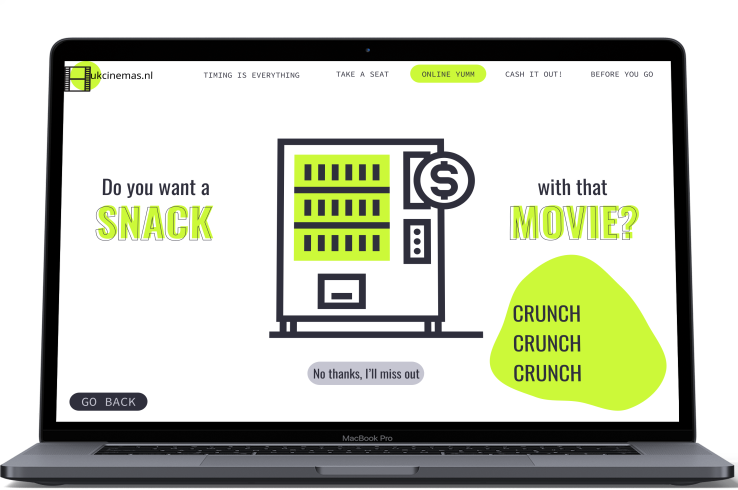 ukcinemas.nl
TIMING IS EVERYTHING
TAKE A SEAT
ONLINE YUMM
CASH IT OUT!
BEFORE YOU GO
Do you want a
SNACK
$
with that
MOVIE?
CRUNCH
CRUNCH
CRUNCH
No thanks, I'll miss out
GO BACK
MacBook Pro